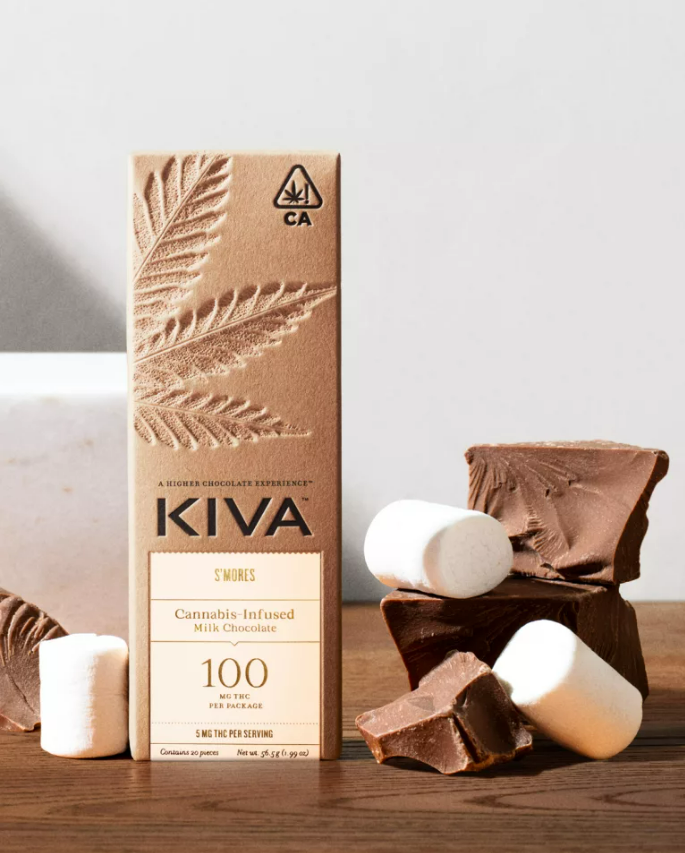 CA
A HIGHER CHOCOLATE EXPERIENCE™
KIVA™
S'MORES
Cannabis-Infused
Milk Chocolate
100
MG THC
PER PACKAGE
5 MG THC PER SERVING
Contains 20 pieces Net wt. 56.5g (1.99 oz)